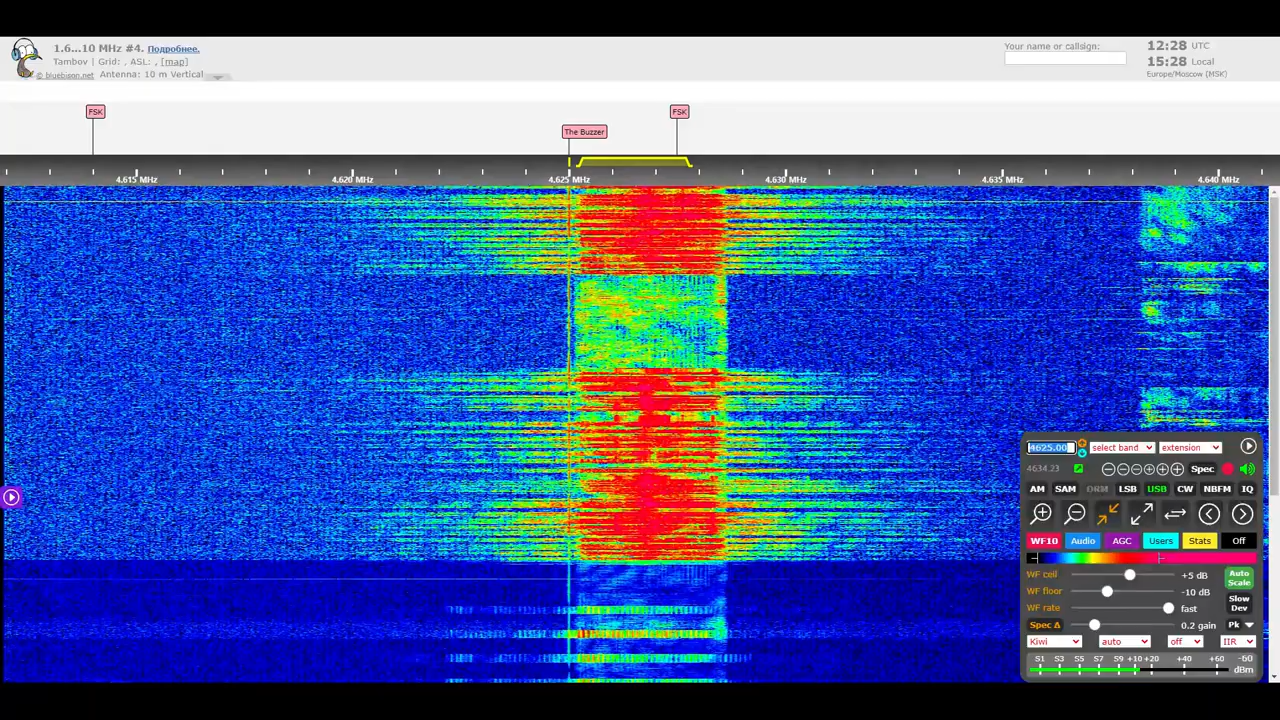 1.6...10 MHz #4. Подробнее.
Tambov | Grid: , ASL: , [map]
© bluebison.net Antenna: 10 m Vertical
Your name or callsign:
12:28 UTC
15:28 Local
Europe/Moscow (MSK)
FSK
FSK
The Buzzer
4.615 MHz 4.620 MHz 4.625 MHz 4.630 MHz 4.635 MHz 4.640 MHz
4625.00 select band extension
4634.23 Spec
AM SAM DRM LSB USB CW NBFM IQ
WF10 Audio AGC Users Stats Off
WF ceil +5 dB Auto Scale
WF floor -10 dB
WF rate fast Slow Dev
Spec Δ 0.2 gain Pk
Kiwi auto off IIR
S1 S3 S5 S7 S9 +10 +20 +40 +60 -60 dBm